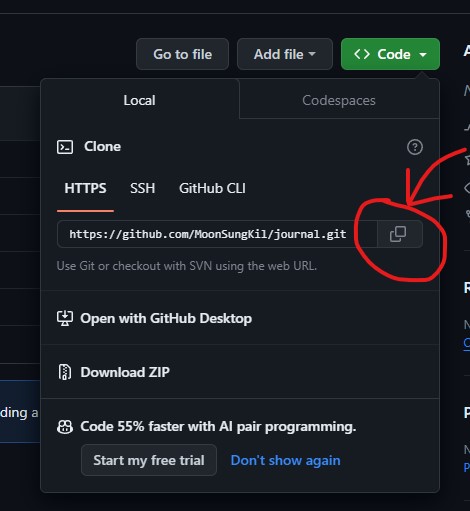 Go to file Add file Code
Local Codespaces
Clone
HTTPS SSH GitHub CLI
https://github.com/MoonSungKil/journal.git
Use Git or checkout with SVN using the web URL.
Open with GitHub Desktop
Download ZIP
ding a
Code 55% faster with AI pair programming.
Start my free trial Don't show again